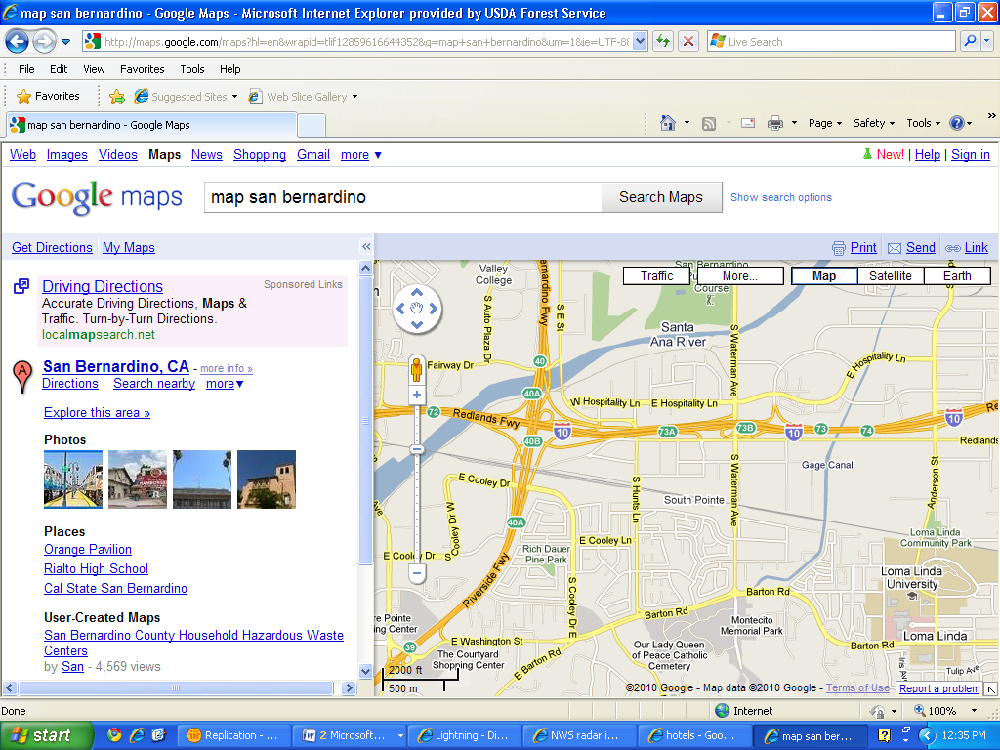 map san bernardino - Google Maps - Microsoft Internet Explorer provided by USDA Forest Service
http://maps.google.com/maps?hl=en&wrapid=tlif128596166443352&q=map+san+bernardino&um=1&ie=UTF-8
Live Search
File Edit View Favorites Tools Help
Favorites Suggested Sites Web Slice Gallery
map san bernardino - Google Maps
Page Safety Tools »
Web Images Videos Maps News Shopping Gmail more ▼
New! | Help | Sign in
Google maps
map san bernardino
Search Maps
Show search options
Get Directions My Maps
«
Print Send Link
Driving Directions
Sponsored Links
Accurate Driving Directions, Maps &
Traffic. Turn-by-Turn Directions.
localmapsearch.net
A
San Bernardino, CA - more info »
Directions Search nearby more▼
Explore this area »
Photos
Places
Orange Pavilion
Rialto High School
Cal State San Bernardino
User-Created Maps
San Bernardino County Household Hazardous Waste
Centers
by San - 4,569 views
Traffic More... Map Satellite Earth
Valley
College
San Bernardino
Course
ernardino Fwy
S E St
S Auto Plaza Dr
Santa
Ana River
S Waterman Ave
E Hospitality Ln
Fairway Dr
40
40A
W Hospitality Ln
E Hospitality Ln
72
Redlands Fwy
10
40B
73A
73B
10
73
74
10
Redlands
Gage Canal
E Cooley Dr
S Cooley Dr W
S Hunts Ln
South Pointe
S Waterman Ave
Anderson St
40A
E Cooley Ln
Rich Dauer
Pine Park
E Cooley Dr
Riverside Fwy
S Cooley Dr E
Loma Linda
Community Park
Loma Linda
University
Barton Rd
Barton Rd
re Pointe
ing Center
Montecito
Memorial Park
Loma Linda
Barton Rd
39
E Washington St
The Courtyard
Shopping Center
E Barton Rd
Our Lady Queen
of Peace Catholic
Cemetery
Tulip Ave
2000 ft
500 m
©2010 Google - Map data ©2010 Google - Terms of Use
Report a problem
Done
Internet
100%
start
Replication - ...
2 Microsoft...
Lightning - Di...
NWS radar i...
hotels - Goo...
map san ber...
12:35 PM